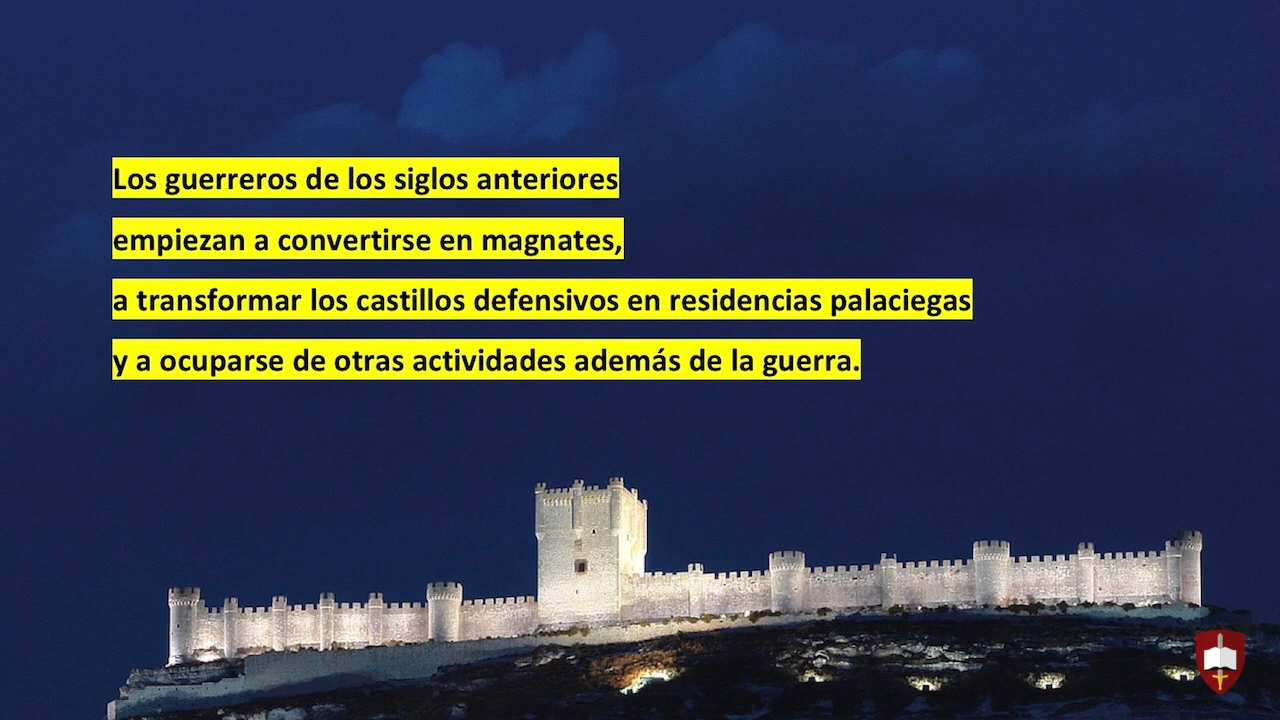 Los guerreros de los siglos anteriores
empiezan a convertirse en magnates,
a transformar los castillos defensivos en residencias palaciegas
y a ocuparse de otras actividades además de la guerra.